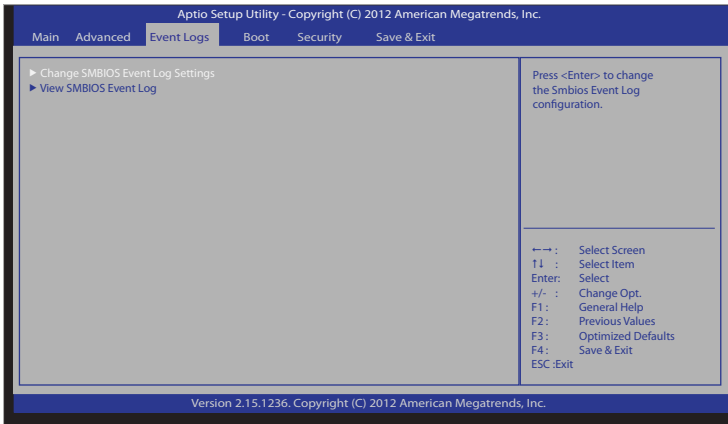 Aptio Setup Utility - Copyright (C) 2012 American Megatrends, Inc.
Main Advanced Event Logs Boot Security Save & Exit
▶ Change SMBIOS Event Log Settings
▶ View SMBIOS Event Log
Press <Enter> to change
the Smbios Event Log
configuration.
←→ : Select Screen
↑↓ : Select Item
Enter: Select
+/- : Change Opt.
F1 : General Help
F2 : Previous Values
F3 : Optimized Defaults
F4 : Save & Exit
ESC :Exit
Version 2.15.1236. Copyright (C) 2012 American Megatrends, Inc.